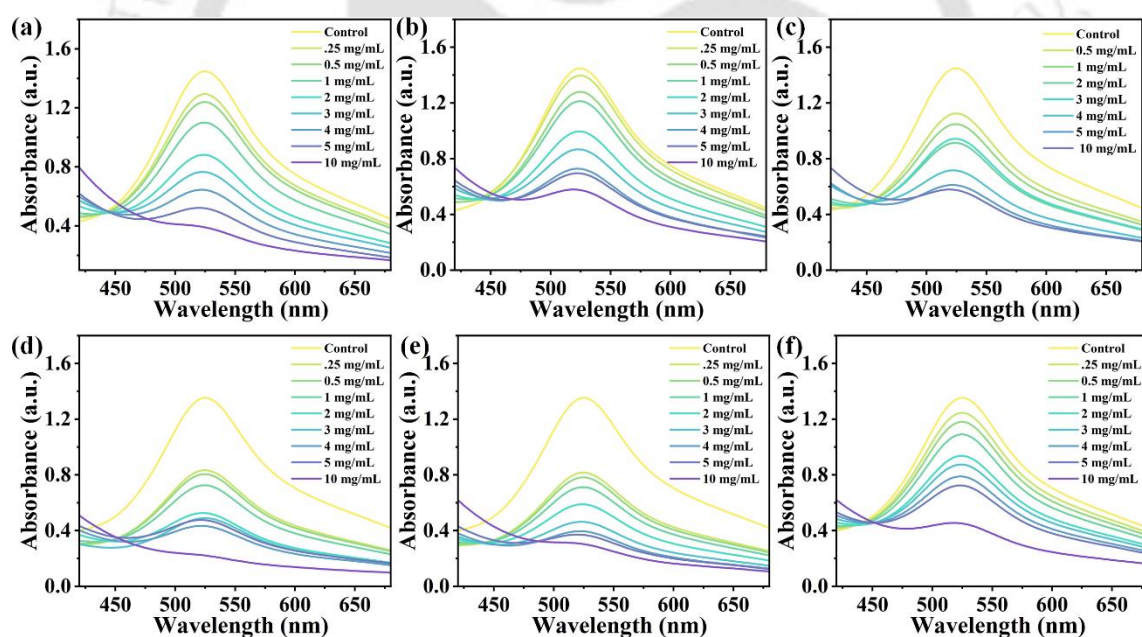 (a)
Control
.25 mg/mL
0.5 mg/mL
1 mg/mL
2 mg/mL
3 mg/mL
4 mg/mL
5 mg/mL
10 mg/mL
1.6
1.2
0.8
0.4
450 500 550 600 650
Wavelength (nm)
Absorbance (a.u.)
(b)
Control
.25 mg/mL
0.5 mg/mL
1 mg/mL
2 mg/mL
3 mg/mL
4 mg/mL
5 mg/mL
10 mg/mL
1.6
1.2
0.8
0.4
0.0
450 500 550 600 650
Wavelength (nm)
Absorbance (a.u.)
(c)
Control
0.5 mg/mL
1 mg/mL
2 mg/mL
3 mg/mL
4 mg/mL
5 mg/mL
10 mg/mL
1.6
1.2
0.8
0.4
0.0
450 500 550 600 650
Wavelength (nm)
Absorbance (a.u.)
(d)
Control
.25 mg/mL
0.5 mg/mL
1 mg/mL
2 mg/mL
3 mg/mL
4 mg/mL
5 mg/mL
10 mg/mL
1.6
1.2
0.8
0.4
0.0
450 500 550 600 650
Wavelength (nm)
Absorbance (a.u.)
(e)
Control
.25 mg/mL
0.5 mg/mL
1 mg/mL
2 mg/mL
3 mg/mL
4 mg/mL
5 mg/mL
10 mg/mL
1.6
1.2
0.8
0.4
0.0
450 500 550 600 650
Wavelength (nm)
Absorbance (a.u.)
(f)
Control
.25 mg/mL
0.5 mg/mL
1 mg/mL
2 mg/mL
3 mg/mL
4 mg/mL
5 mg/mL
10 mg/mL
1.6
1.2
0.8
0.4
0.0
450 500 550 600 650
Wavelength (nm)
Absorbance (a.u.)